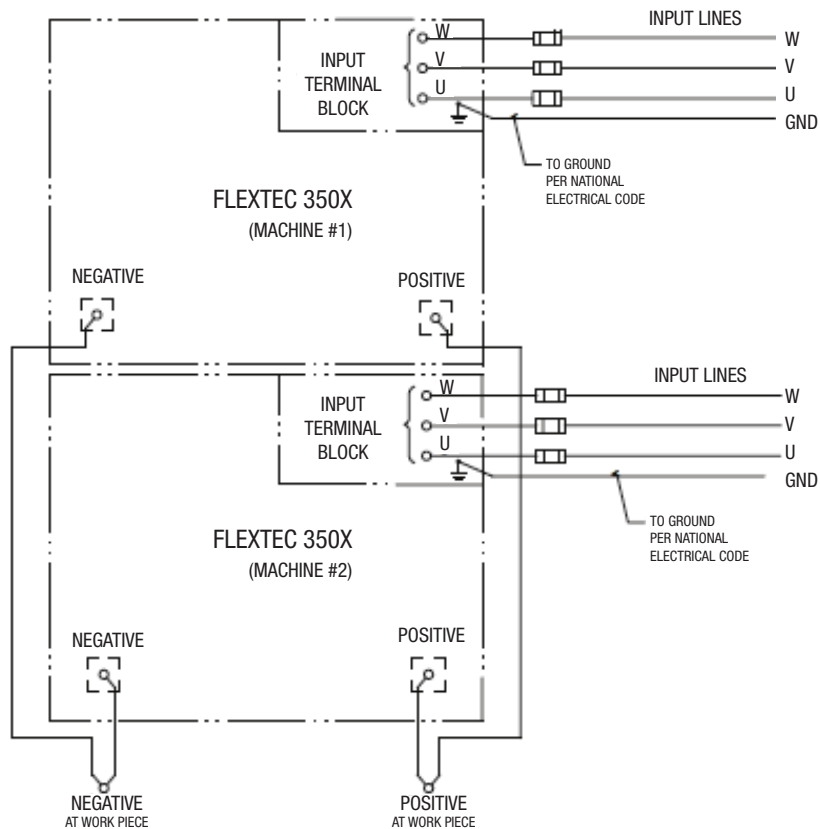 INPUT LINES
W
W
INPUT
TERMINAL
BLOCK
V
V
U
U
GND
TO GROUND
PER NATIONAL
ELECTRICAL CODE
FLEXTEC 350X
(MACHINE #1)
NEGATIVE
POSITIVE
INPUT LINES
W
W
INPUT
TERMINAL
BLOCK
V
V
U
U
GND
TO GROUND
PER NATIONAL
ELECTRICAL CODE
FLEXTEC 350X
(MACHINE #2)
NEGATIVE
POSITIVE
NEGATIVE
AT WORK PIECE
POSITIVE
AT WORK PIECE